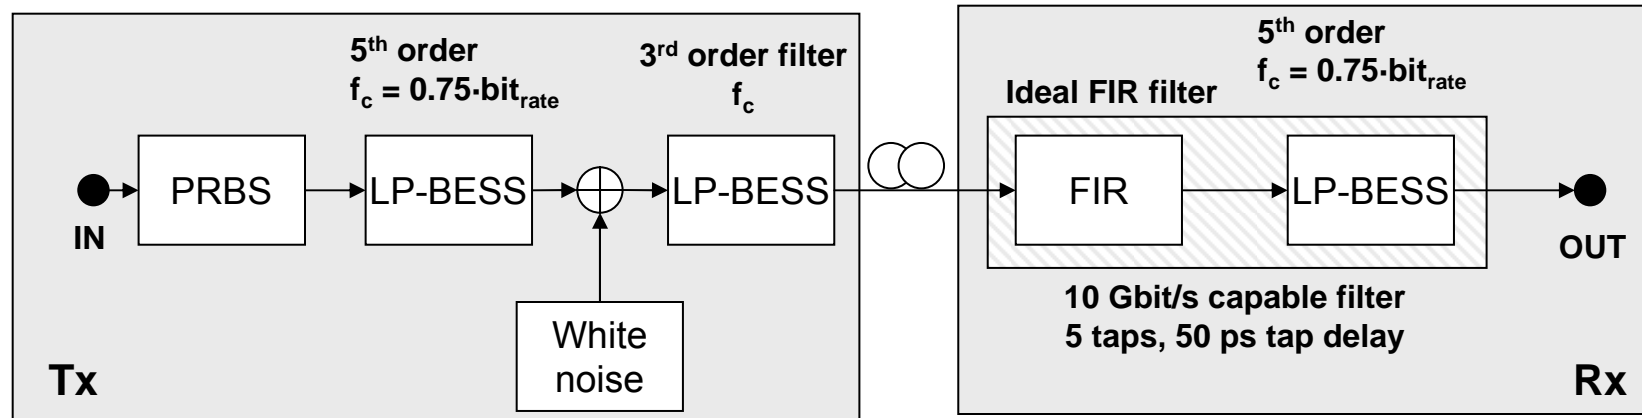 5th order
fc = 0.75·bitrate
3rd order filter
fc
5th order
fc = 0.75·bitrate
Ideal FIR filter
IN
PRBS
LP-BESS
LP-BESS
FIR
LP-BESS
OUT
10 Gbit/s capable filter
5 taps, 50 ps tap delay
White
noise
Tx
Rx